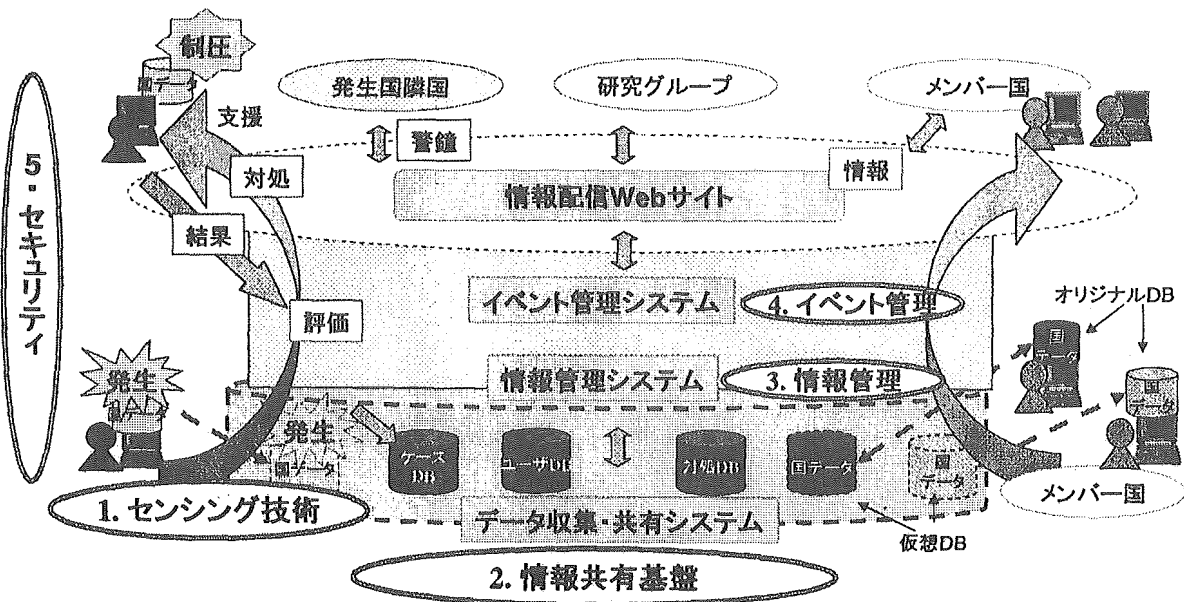 制圧
国データ
支援
発生国隣国
研究グループ
メンバー国
警鐘
情報
対処
情報配信Webサイト
結果
5・セキュリティ
イベント管理システム
4. イベント管理
評価
オリジナルDB
国
データ
国
データ
発生
情報管理システム
3. 情報管理
発生
国データ
ケース
DB
ユーザDB
対処DB
国データ
国
データ
メンバー国
1. センシング技術
データ収集・共有システム
仮想DB
2. 情報共有基盤